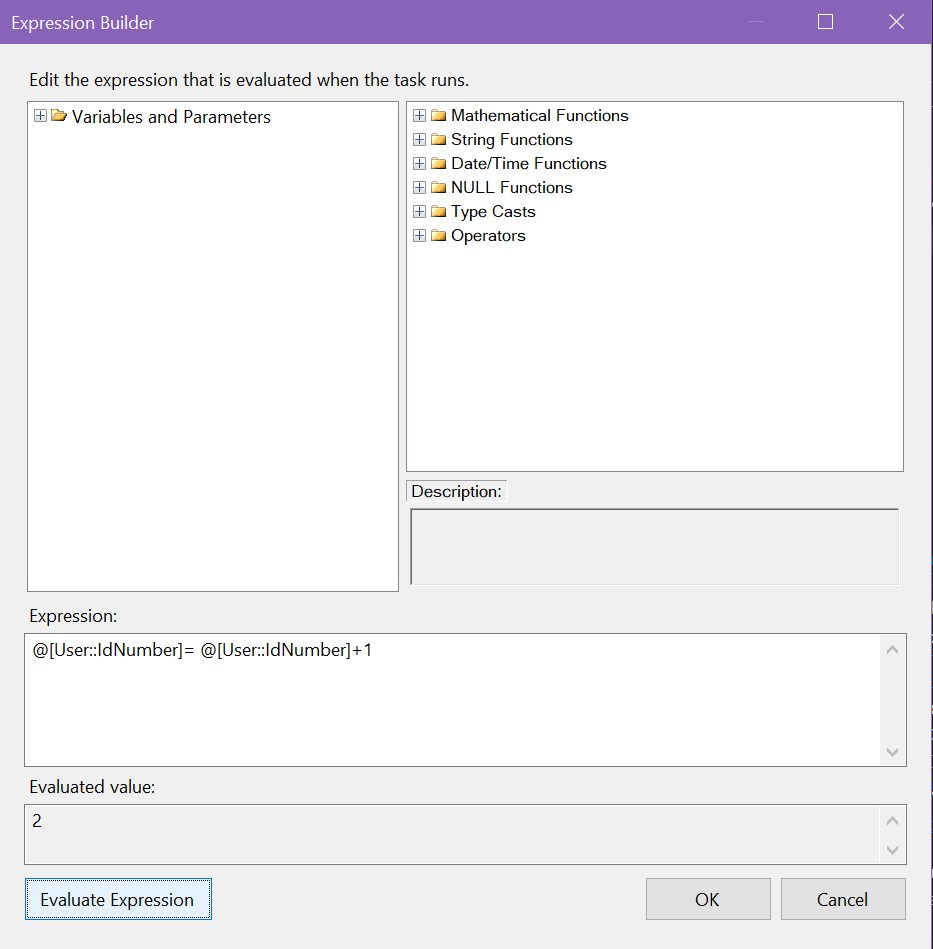 Expression Builder
Edit the expression that is evaluated when the task runs.
Variables and Parameters
Mathematical Functions
String Functions
Date/Time Functions
NULL Functions
Type Casts
Operators
Description:
Expression:
@[User::IdNumber]= @[User::IdNumber]+1
Evaluated value:
2
Evaluate Expression
OK
Cancel